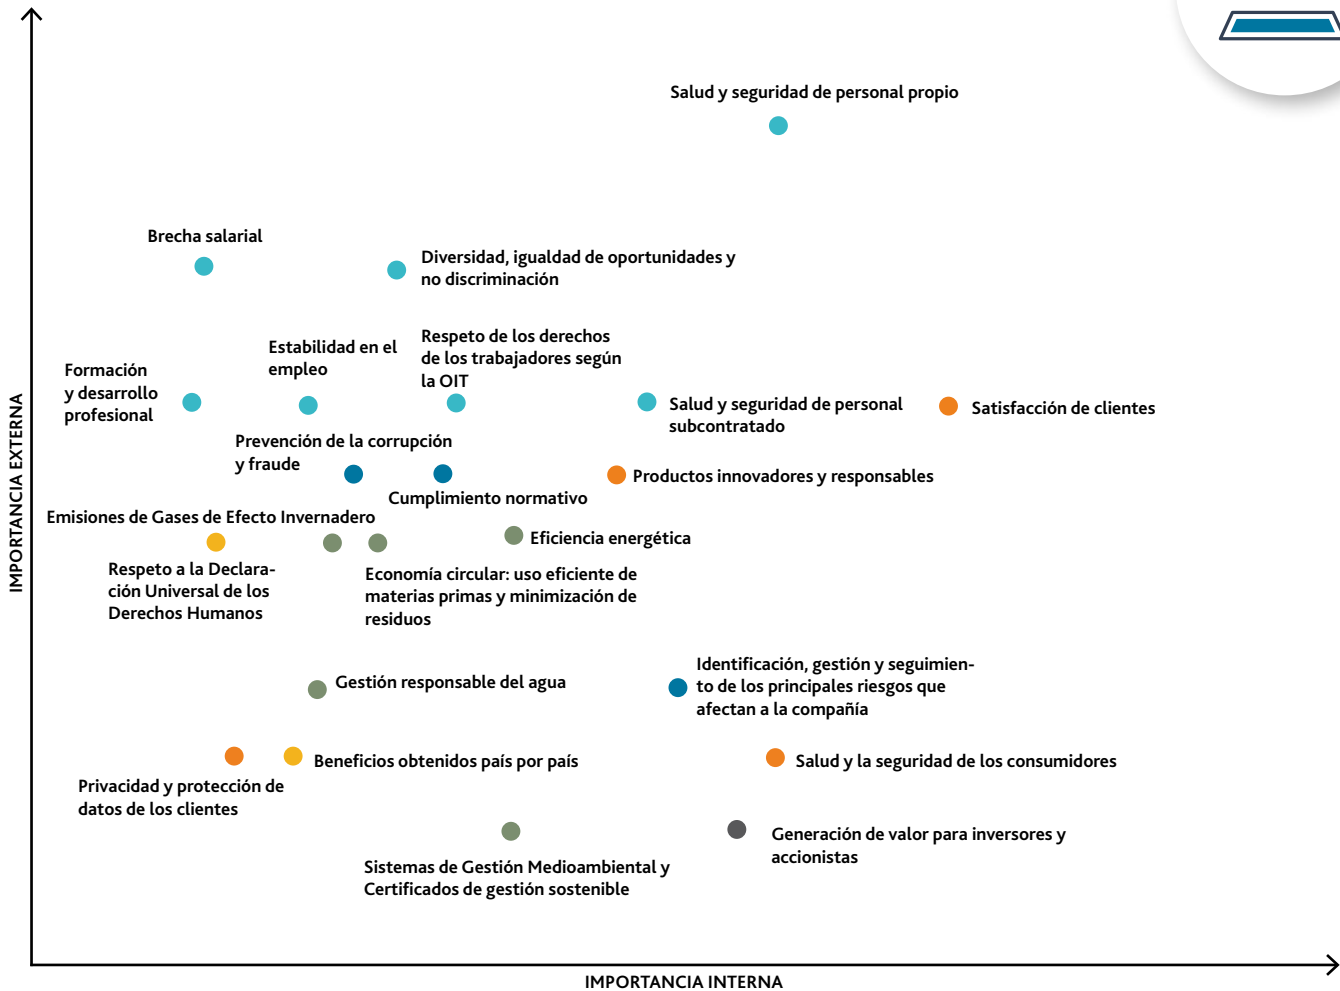 Salud y seguridad de personal propio
Brecha salarial
Diversidad, igualdad de oportunidades y
no discriminación
Respeto de los derechos
de los trabajadores según
la OIT
Estabilidad en el
empleo
Formación
y desarrollo
profesional
Salud y seguridad de personal
subcontratado
Satisfacción de clientes
Prevención de la corrupción
y fraude
Cumplimiento normativo
Productos innovadores y responsables
Emisiones de Gases de Efecto Invernadero
Eficiencia energética
Respeto a la Declara-
ción Universal de los
Derechos Humanos
Economía circular: uso eficiente de
materias primas y minimización de
residuos
Identificación, gestión y seguimien-
to de los principales riesgos que
afectan a la compañía
Gestión responsable del agua
Beneficios obtenidos país por país
Salud y la seguridad de los consumidores
Privacidad y protección de
datos de los clientes
Generación de valor para inversores y
accionistas
Sistemas de Gestión Medioambiental y
Certificados de gestión sostenible
IMPORTANCIA EXTERNA
IMPORTANCIA INTERNA